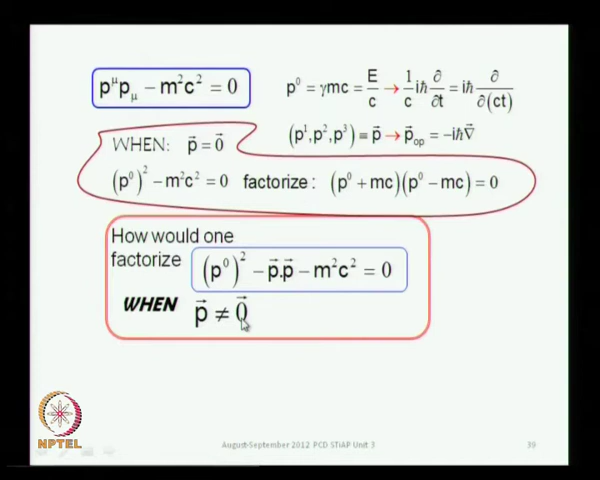 p^μ p_μ − m²c² = 0
p⁰ = γmc = E/c → (1/c) iħ ∂/∂t = iħ ∂/∂(ct)
(p¹, p², p³) ≡ p⃗ → p⃗_op = −iħ∇⃗
WHEN: p⃗ = 0⃗
(p⁰)² − m²c² = 0 factorize: (p⁰ + mc)(p⁰ − mc) = 0
How would one
factorize (p⁰)² − p⃗.p⃗ − m²c² = 0
WHEN p⃗ ≠ 0⃗
NPTEL
August-September 2012 PCD STiAP Unit 3
39